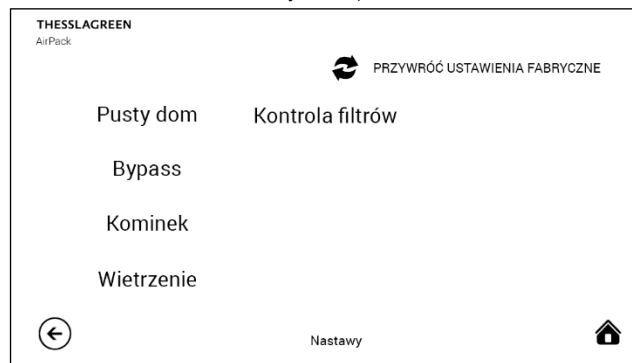 THESSLAGREEN
AirPack
PRZYWRÓĆ USTAWIENIA FABRYCZNE
Pusty dom Kontrola filtrów
Bypass
Kominek
Wietrzenie
Nastawy